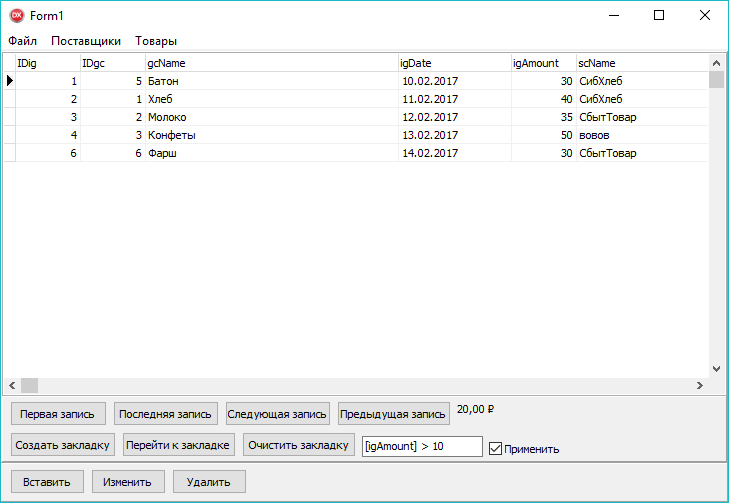 DX Form1
Файл Поставщики Товары
IDig IDgc gcName igDate igAmount scName
1 5 Батон 10.02.2017 30 СибХлеб
2 1 Хлеб 11.02.2017 40 СибХлеб
3 2 Молоко 12.02.2017 35 СбытТовар
4 3 Конфеты 13.02.2017 50 вовов
6 6 Фарш 14.02.2017 30 СбытТовар
Первая запись Последняя запись Следующая запись Предыдущая запись 20,00 ₽
Создать закладку Перейти к закладке Очистить закладку [igAmount] > 10 Применить
Вставить Изменить Удалить